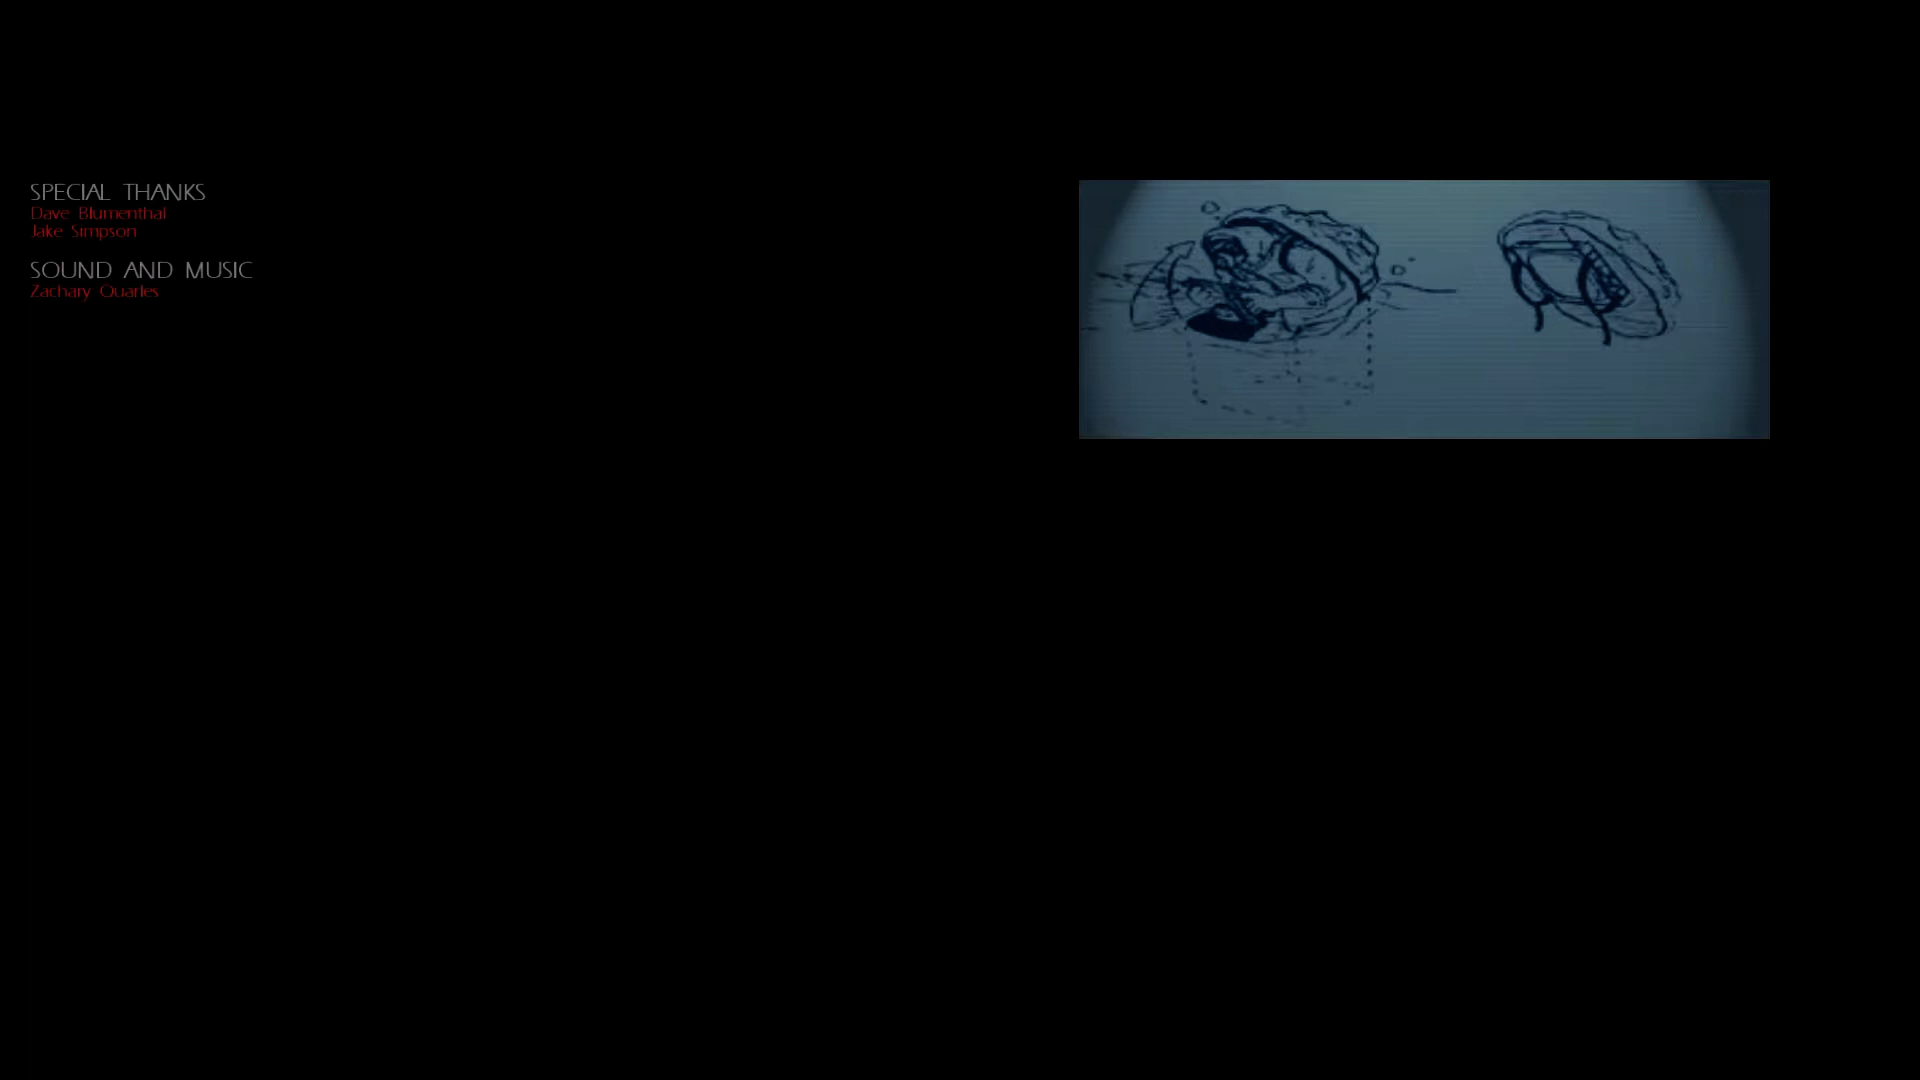 SPECIAL THANKS
Dave Blumenthal
Jake Simpson
SOUND AND MUSIC
Zachary Quarles